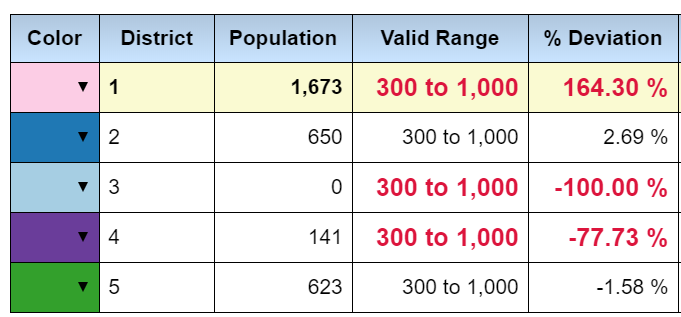 Color District Population Valid Range % Deviation
▼ 1 1,673 300 to 1,000 164.30 %
▼ 2 650 300 to 1,000 2.69 %
▼ 3 0 300 to 1,000 -100.00 %
▼ 4 141 300 to 1,000 -77.73 %
▼ 5 623 300 to 1,000 -1.58 %